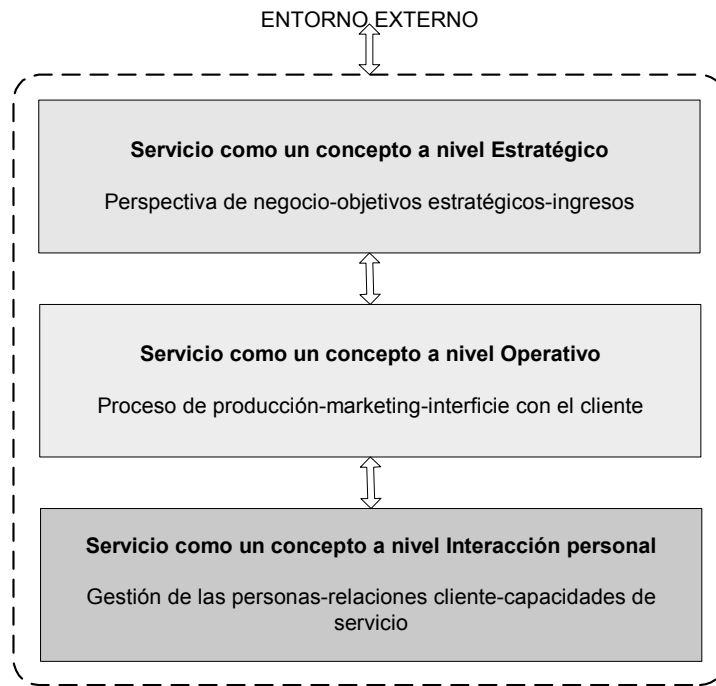 ENTORNO EXTERNO
Servicio como un concepto a nivel Estratégico
Perspectiva de negocio-objetivos estratégicos-ingresos
Servicio como un concepto a nivel Operativo
Proceso de producción-marketing-interficie con el cliente
Servicio como un concepto a nivel Interacción personal
Gestión de las personas-relaciones cliente-capacidades de
servicio